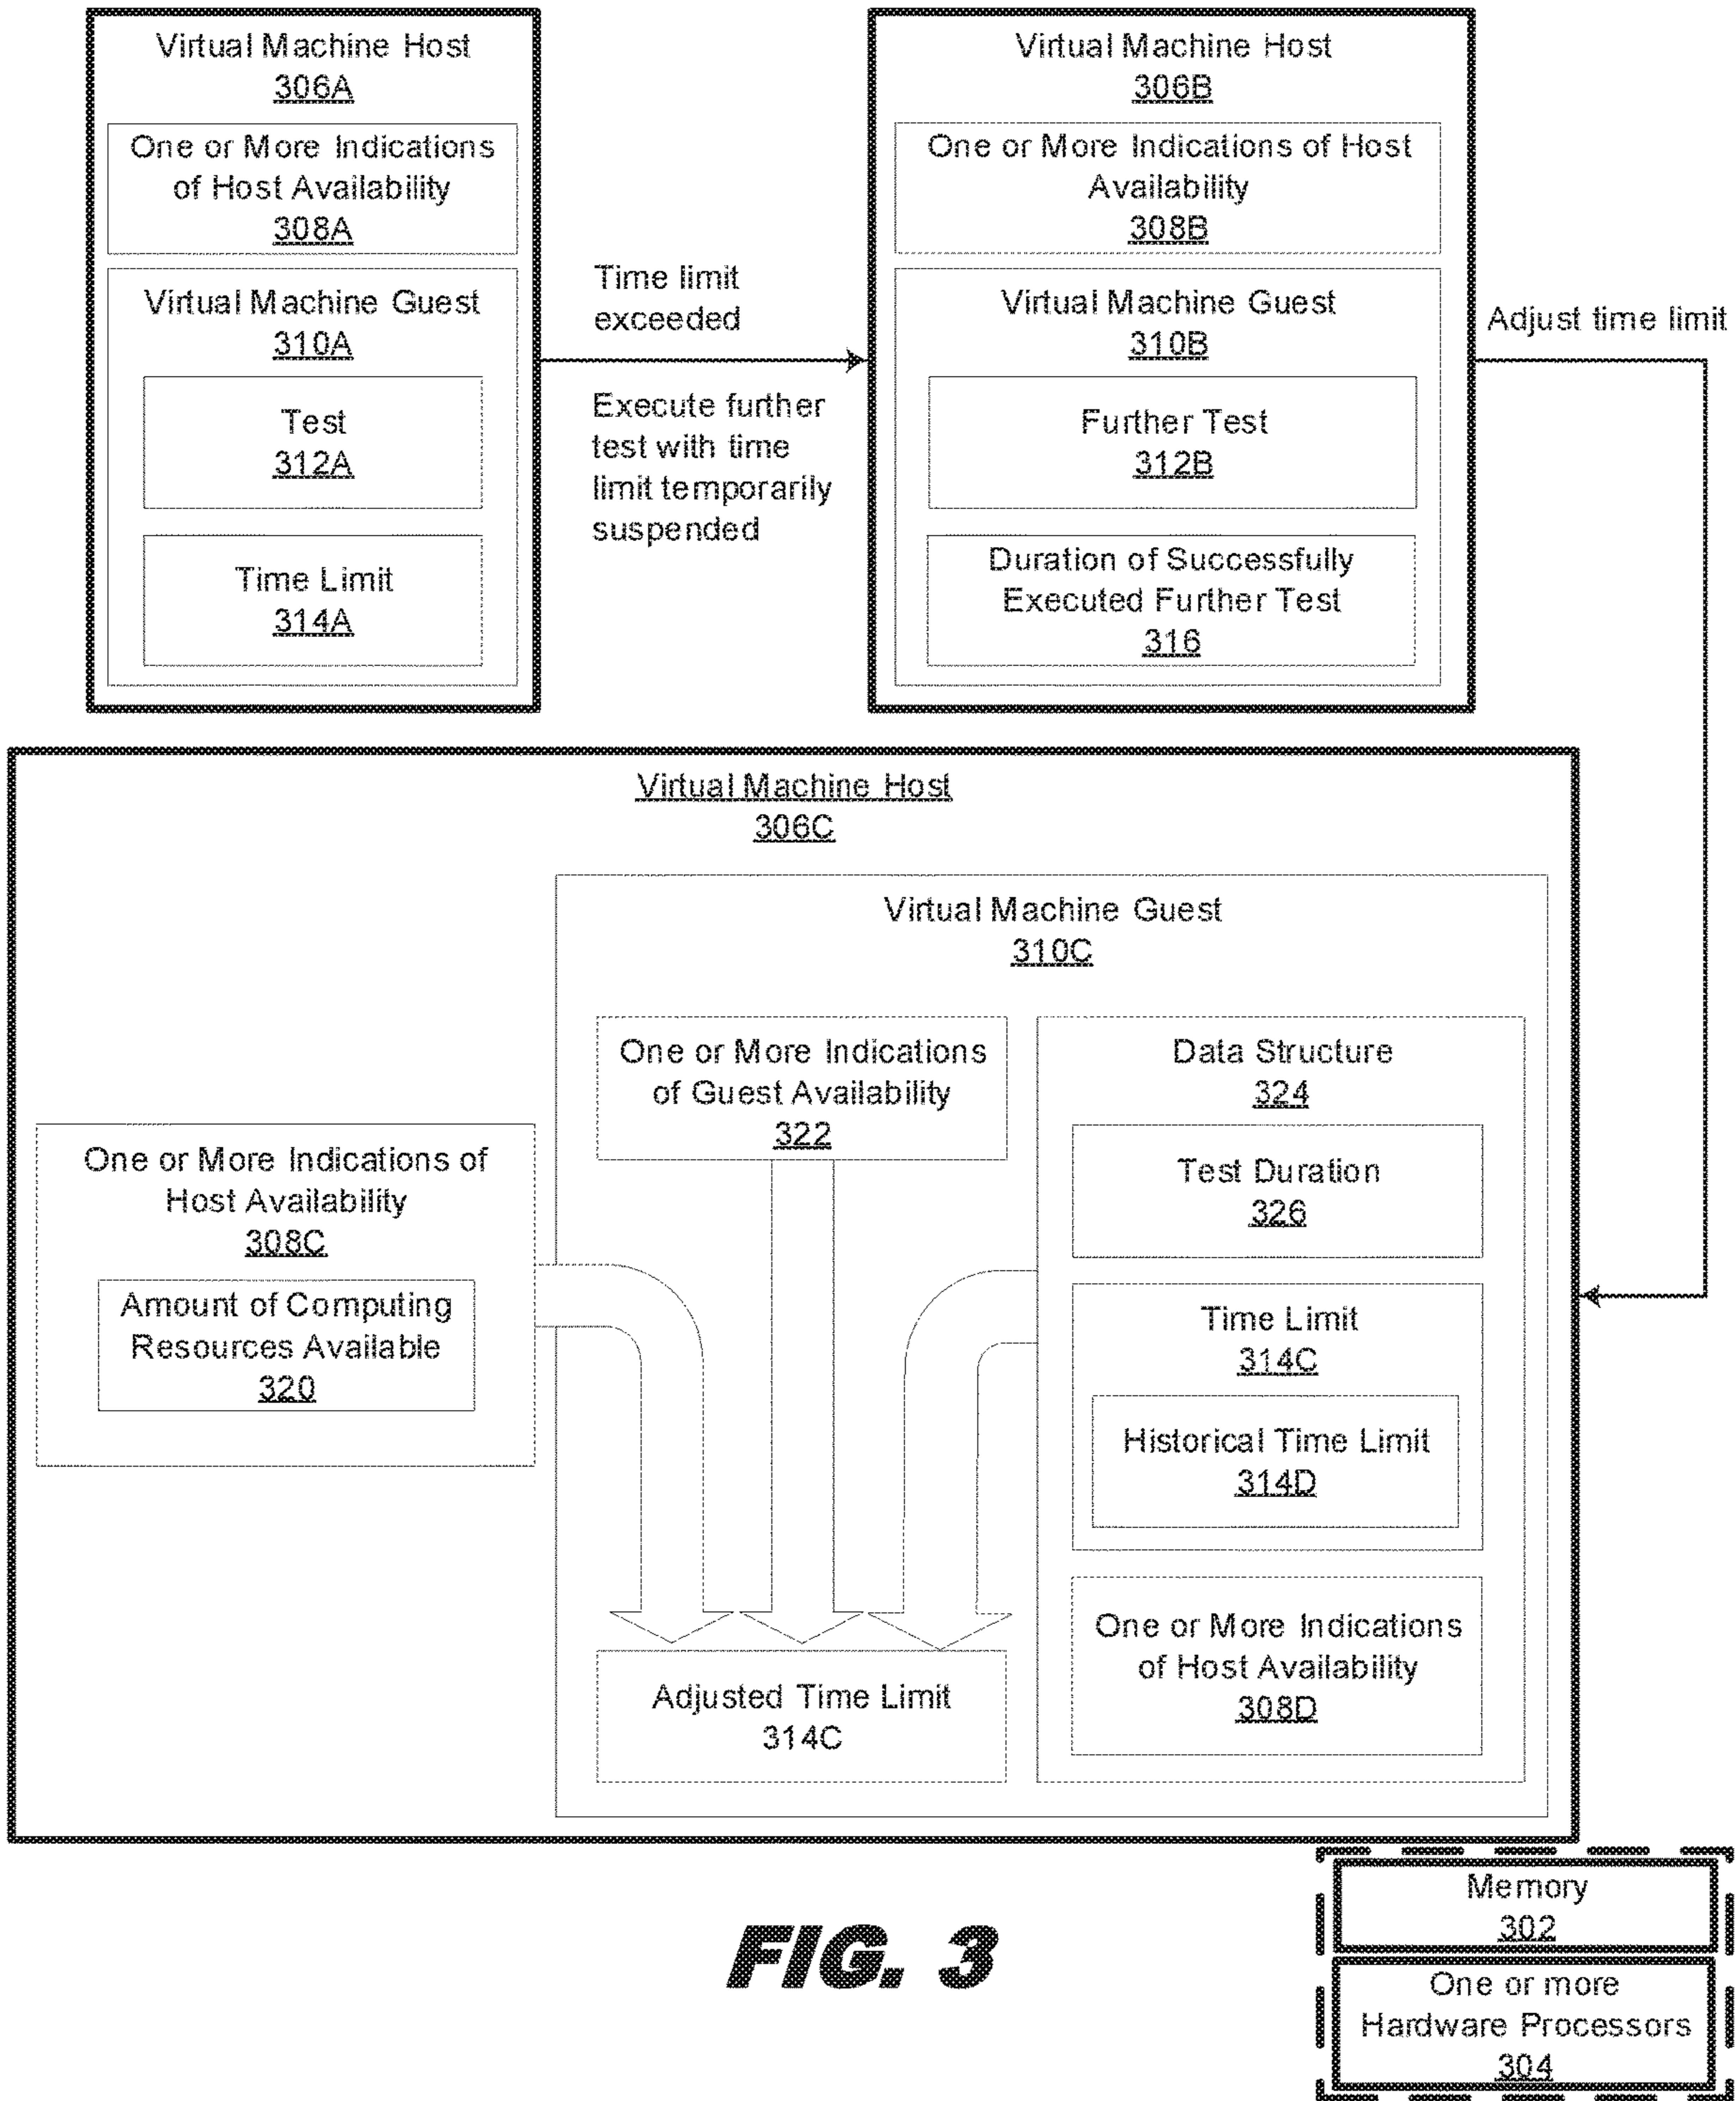 Virtual Machine Host
306A
One or More Indications
of Host Availability
308A
Virtual Machine Guest
310A
Test
312A
Time Limit
314A
Time limit
exceeded
Execute further
test with time
limit temporarily
suspended
Virtual Machine Host
306B
One or More Indications of Host
Availability
308B
Virtual Machine Guest
310B
Further Test
312B
Duration of Successfully
Executed Further Test
316
Adjust time limit
Virtual Machine Host
306C
One or More Indications of
Host Availability
308C
Amount of Computing
Resources Available
320
Virtual Machine Guest
310C
One or More Indications
of Guest Availability
322
Data Structure
324
Test Duration
326
Time Limit
314C
Historical Time Limit
314D
One or More Indications
of Host Availability
308D
Adjusted Time Limit
314C
FIG. 3
Memory
302
One or more
Hardware Processors
304